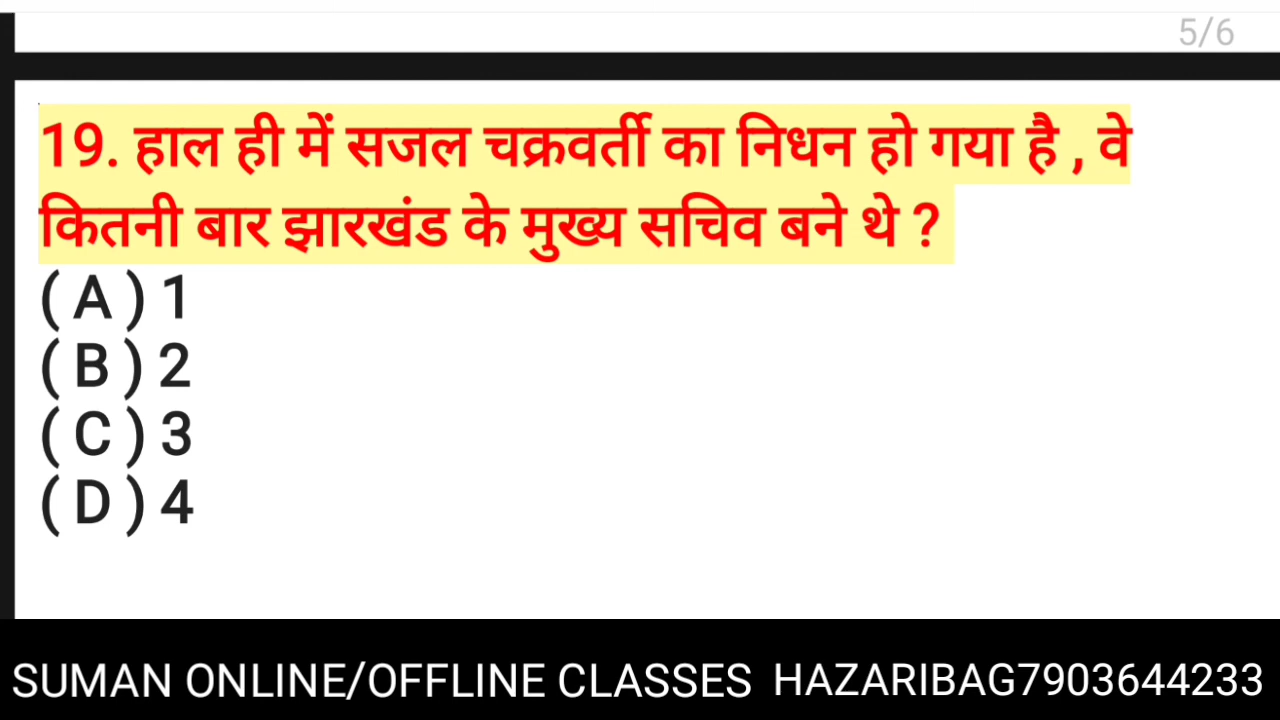 5/6
19. हाल ही में सजल चक्रवर्ती का निधन हो गया है , वे
कितनी बार झारखंड के मुख्य सचिव बने थे ?
( A ) 1
( B ) 2
( C ) 3
( D ) 4
SUMAN ONLINE/OFFLINE CLASSES HAZARIBAG7903644233